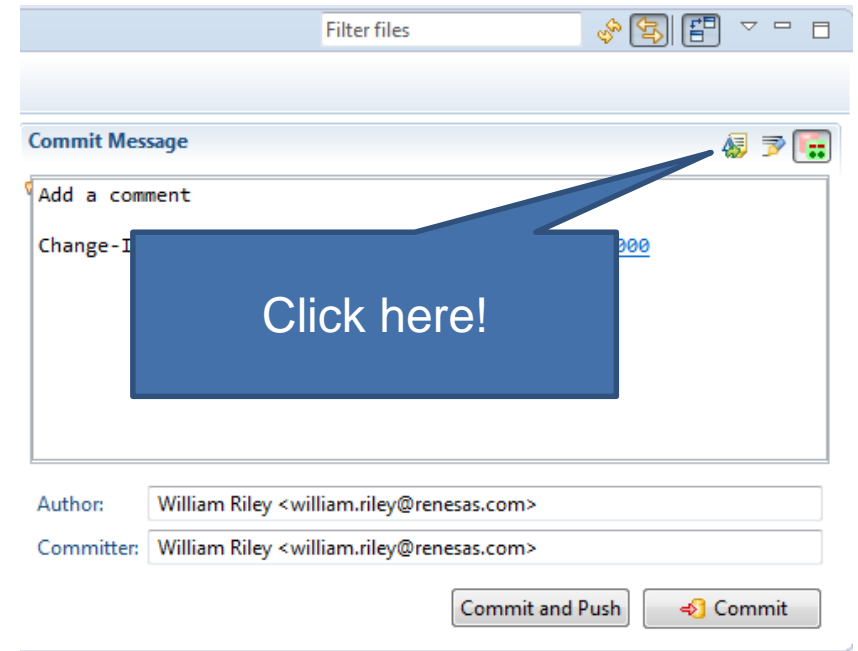 Filter files
Commit Message
Add a comment
Change-I 000
Click here!
Author: William Riley <william.riley@renesas.com>
Committer: William Riley <william.riley@renesas.com>
Commit and Push Commit